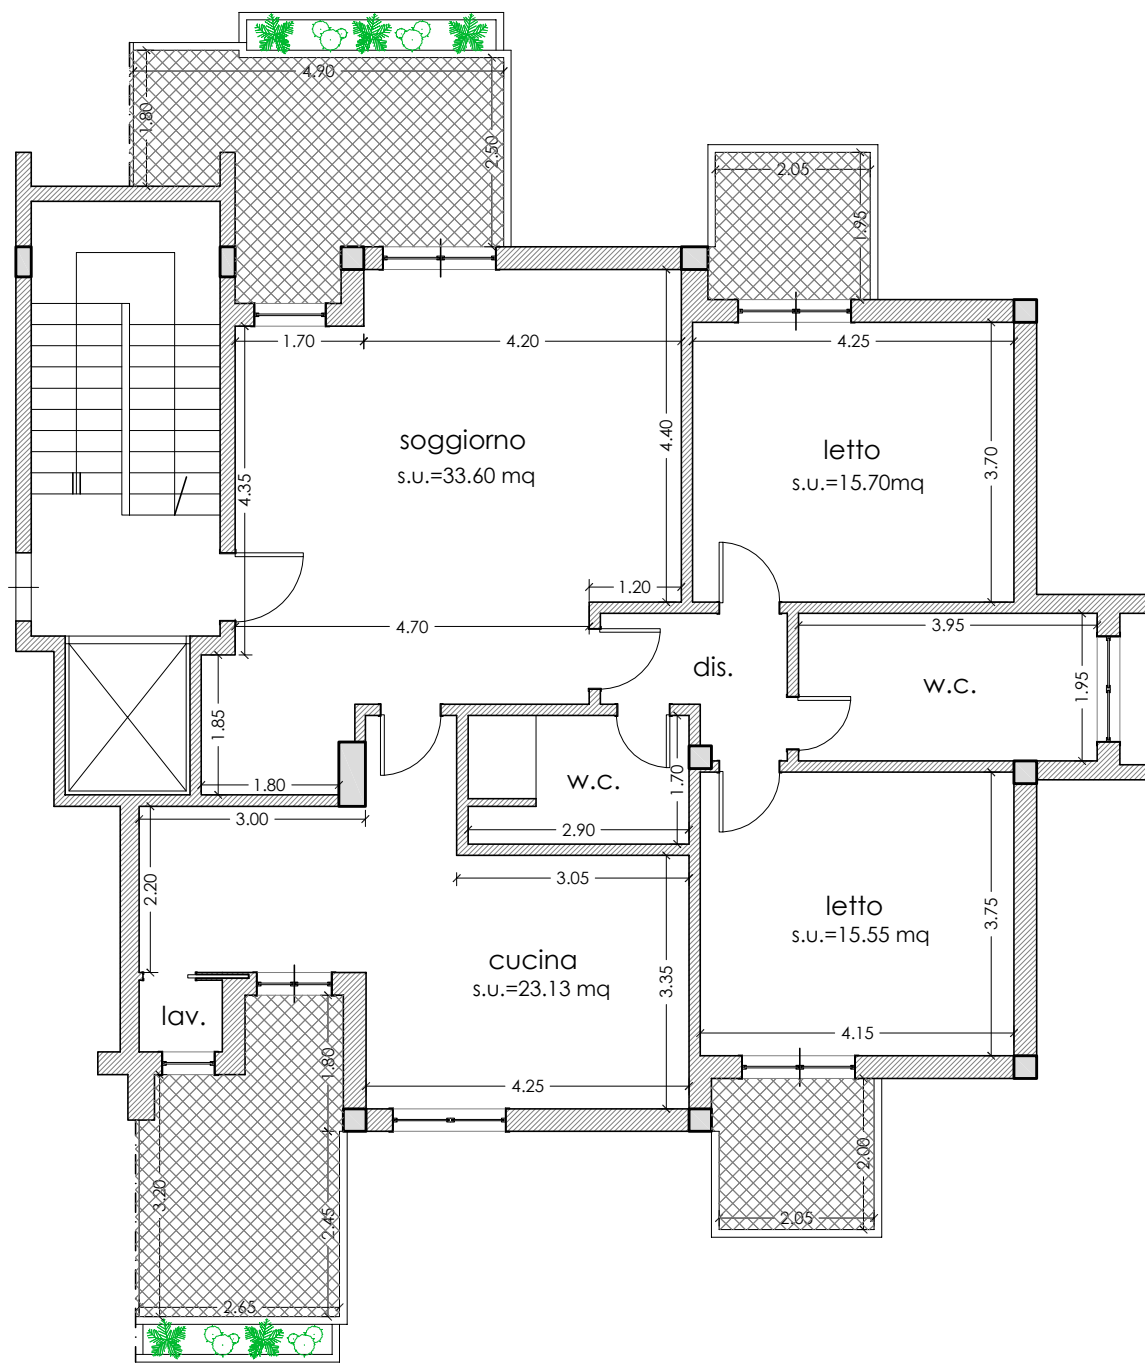 4.90
1.80
2.50
2.05
1.95
1.70
4.20
4.25
soggiorno
s.u.=33.60 mq
4.40
letto
s.u.=15.70mq
3.70
4.35
1.20
4.70
3.95
dis.
w.c.
1.95
1.85
1.80
w.c.
1.70
3.00
2.90
2.20
3.05
letto
s.u.=15.55 mq
3.75
cucina
s.u.=23.13 mq
3.35
lav.
4.15
1.80
4.25
3.20
2.45
2.00
2.05
2.65